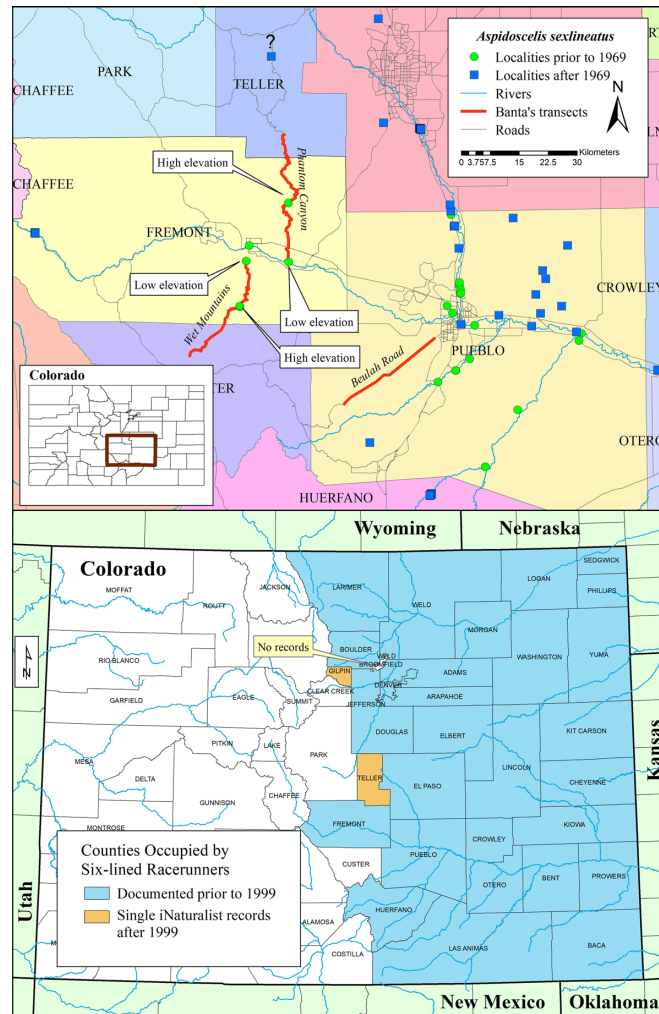 ?
PARK
TELLER
CHAFFEE
Aspidoscelis sexlineatus
Localities prior to 1969
Localities after 1969
Rivers
Banta's transects
Roads
N
Kilometers
0 3.757.5 15 22.5 30
High elevation
Phantom Canyon
CHAFFEE
FREMONT
Low elevation
Low elevation
High elevation
Wet Mountains
CROWLEY
PUEBLO
Beulah Road
TER
OTERO
HUERFANO
Colorado
Wyoming
Nebraska
Colorado
SEDGWICK
MOFFAT
JACKSON
LARIMER
LOGAN
PHILLIPS
ROUTT
WELD
MORGAN
WASHINGTON
YUMA
No records
BOULDER
WELD
BROOMFIELD
RIO BLANCO
GILPIN
ADAMS
DENVER
CLEAR CREEK
ARAPAHOE
JEFFERSON
GARFIELD
EAGLE
SUMMIT
DOUGLAS
ELBERT
KIT CARSON
PITKIN
LAKE
PARK
MESA
DELTA
TELLER
LINCOLN
CHEYENNE
EL PASO
GUNNISON
CHAFFEE
FREMONT
KIOWA
MONTROSE
CROWLEY
PUEBLO
CUSTER
OTERO
BENT
PROWERS
Counties Occupied by
Six-lined Racerunners
Documented prior to 1999
Single iNaturalist records
after 1999
HUERFANO
ALAMOSA
COSTILLA
LAS ANIMAS
BACA
Utah
Kansas
New Mexico
Oklahoma